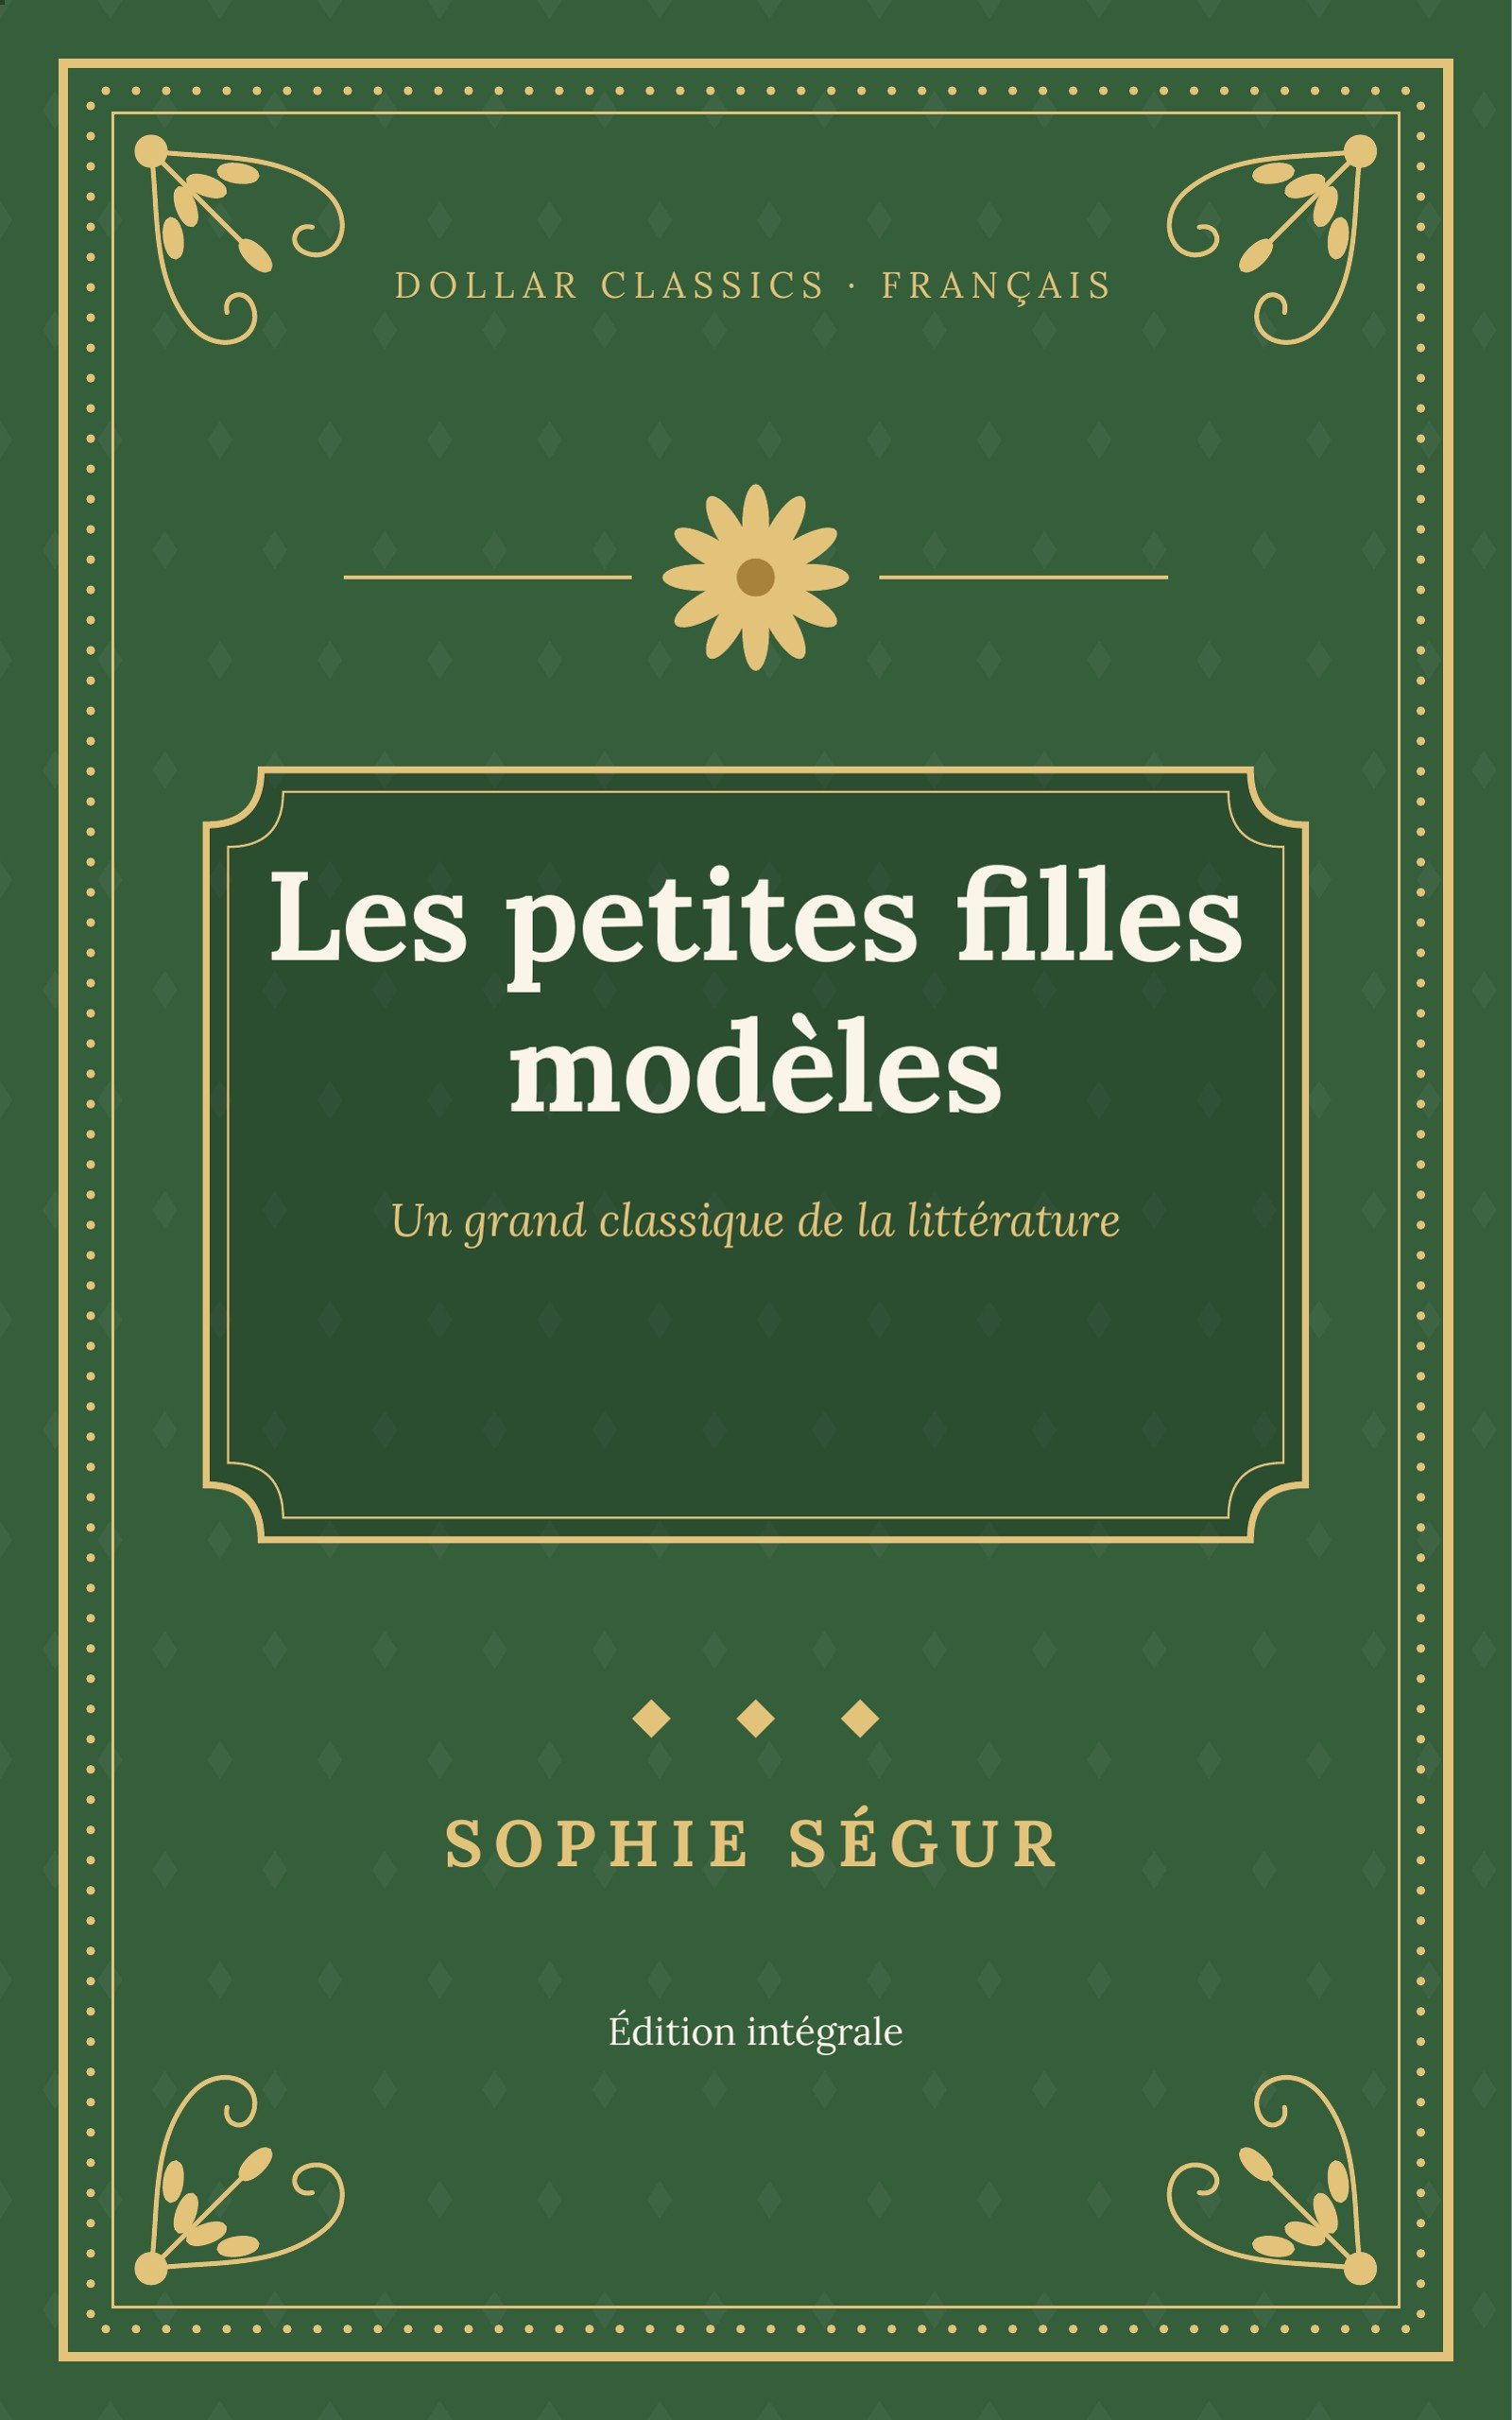 DOLLAR CLASSICS · FRANÇAIS
Les petites filles
modèles
Un grand classique de la littérature
SOPHIE SÉGUR
Édition intégrale